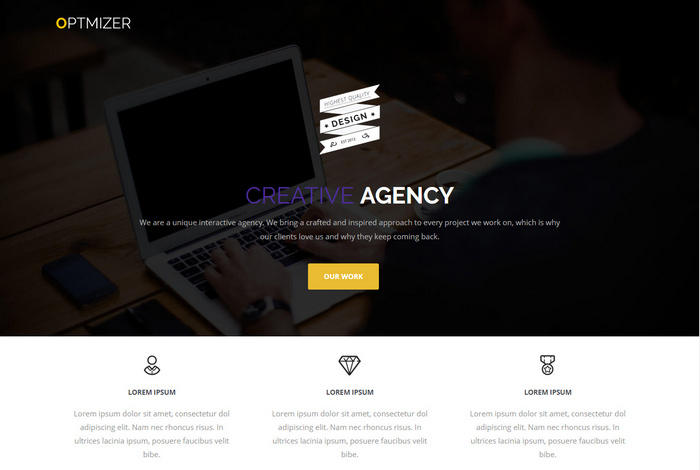 OPTMIZER
HIGHEST QUALITY
DESIGN
EST 2012
CREATIVE AGENCY
We are a unique interactive agency. We bring a crafted and inspired approach to every project we work on, which is why
our clients love us and why they keep coming back.
OUR WORK
LOREM IPSUM
Lorem ipsum dolor sit amet, consectetur dol
adipiscing elit. Nam nec rhoncus risus. In
ultrices lacinia ipsum, posuere faucibus velit
bibe.
LOREM IPSUM
Lorem ipsum dolor sit amet, consectetur dol
adipiscing elit. Nam nec rhoncus risus. In
ultrices lacinia ipsum, posuere faucibus velit
bibe.
LOREM IPSUM
Lorem ipsum dolor sit amet, consectetur dol
adipiscing elit. Nam nec rhoncus risus. In
ultrices lacinia ipsum, posuere faucibus velit
bibe.